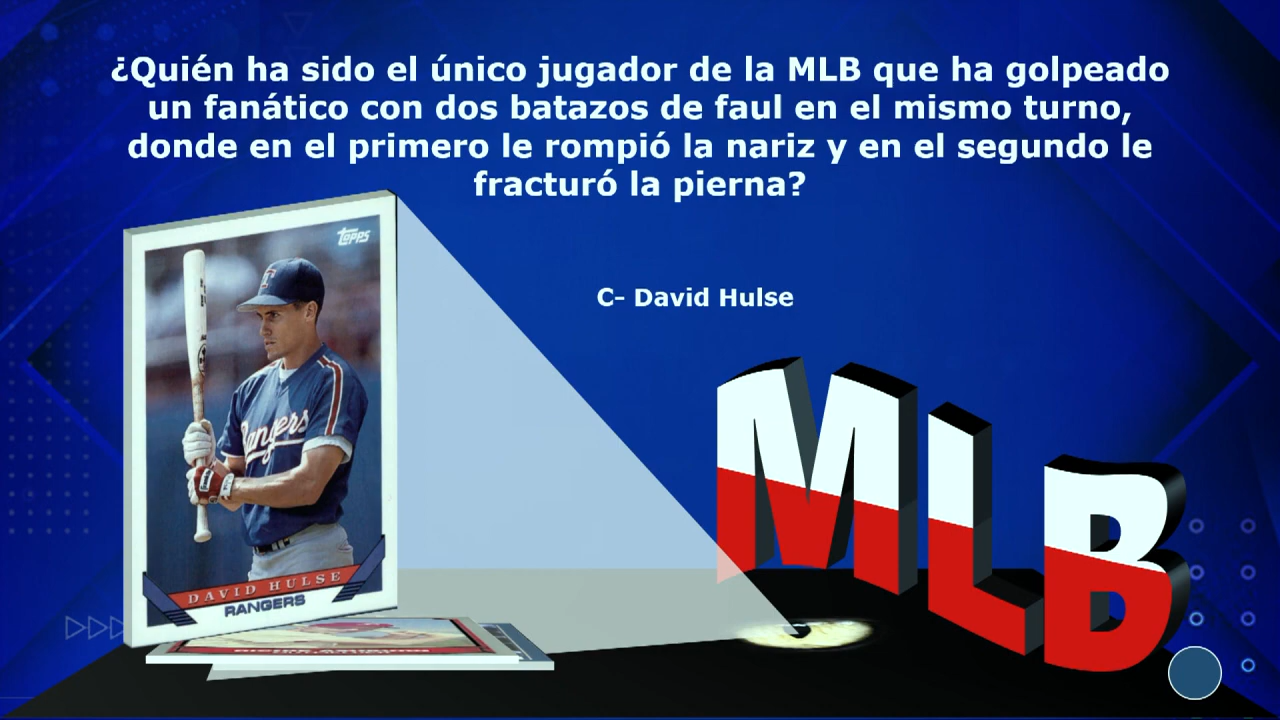 ¿Quién ha sido el único jugador de la MLB que ha golpeado
un fanático con dos batazos de faul en el mismo turno,
donde en el primero le rompió la nariz y en el segundo le
fracturó la pierna?
Topps
C- David Hulse
Rangers
DAVID HULSE
RANGERS
MLB